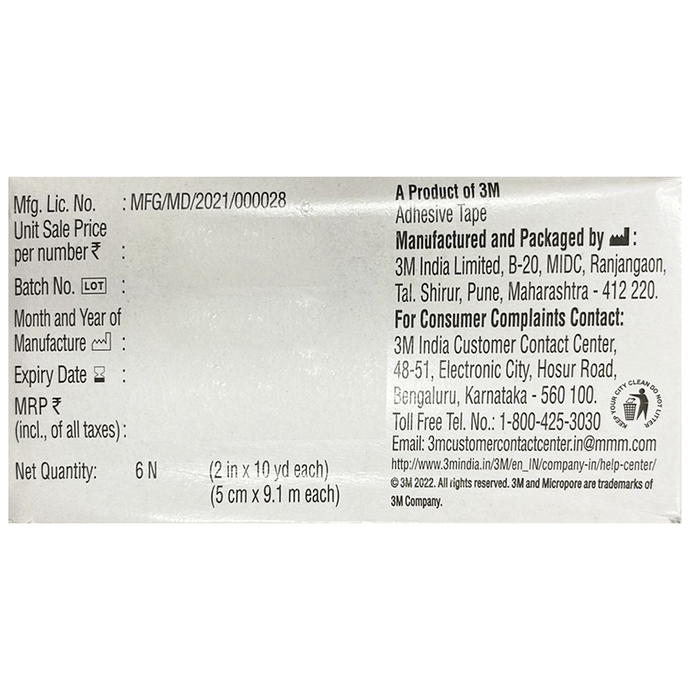 Mfg. Lic. No. : MFG/MD/2021/000028
Unit Sale Price
per number ₹ :
Batch No. LOT :
Month and Year of
Manufacture :
Expiry Date :
MRP ₹
(incl., of all taxes) :
Net Quantity: 6 N (2 in x 10 yd each)
(5 cm x 9.1 m each)
A Product of 3M
Adhesive Tape
Manufactured and Packaged by :
3M India Limited, B-20, MIDC, Ranjangaon,
Tal. Shirur, Pune, Maharashtra - 412 220.
For Consumer Complaints Contact:
3M India Customer Contact Center,
48-51, Electronic City, Hosur Road,
Bengaluru, Karnataka - 560 100.
Toll Free Tel. No.: 1-800-425-3030
Email: 3mcustomercontactcenter.in@mmm.com
http://www.3mindia.in/3M/en_IN/company-in/help-center/
© 3M 2022. All rights reserved. 3M and Micropore are trademarks of
3M Company.
KEEP YOUR CITY CLEAN DO NOT LITTER